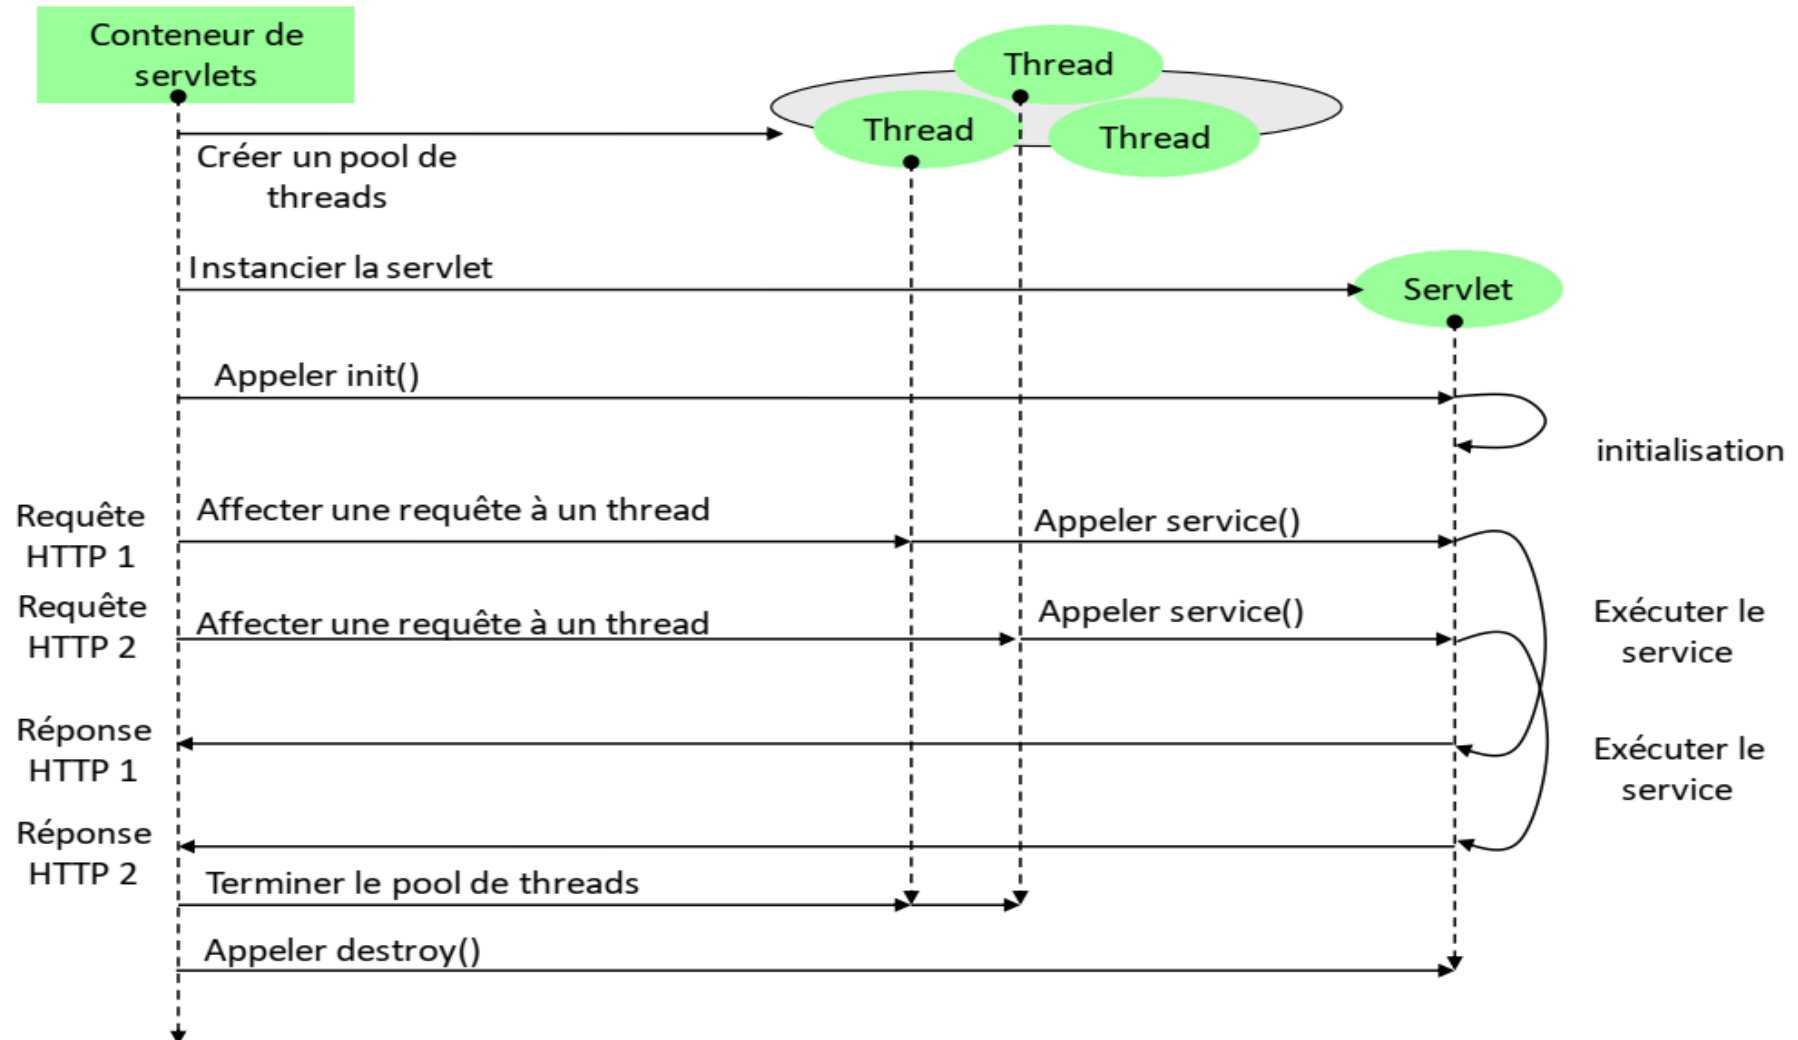 Conteneur de
servlets
Thread
Thread
Thread
Créer un pool de
threads
Instancier la servlet
Servlet
Appeler init()
initialisation
Requête
HTTP 1
Affecter une requête à un thread
Appeler service()
Requête
HTTP 2
Affecter une requête à un thread
Appeler service()
Exécuter le
service
Réponse
HTTP 1
Exécuter le
service
Réponse
HTTP 2
Terminer le pool de threads
Appeler destroy()